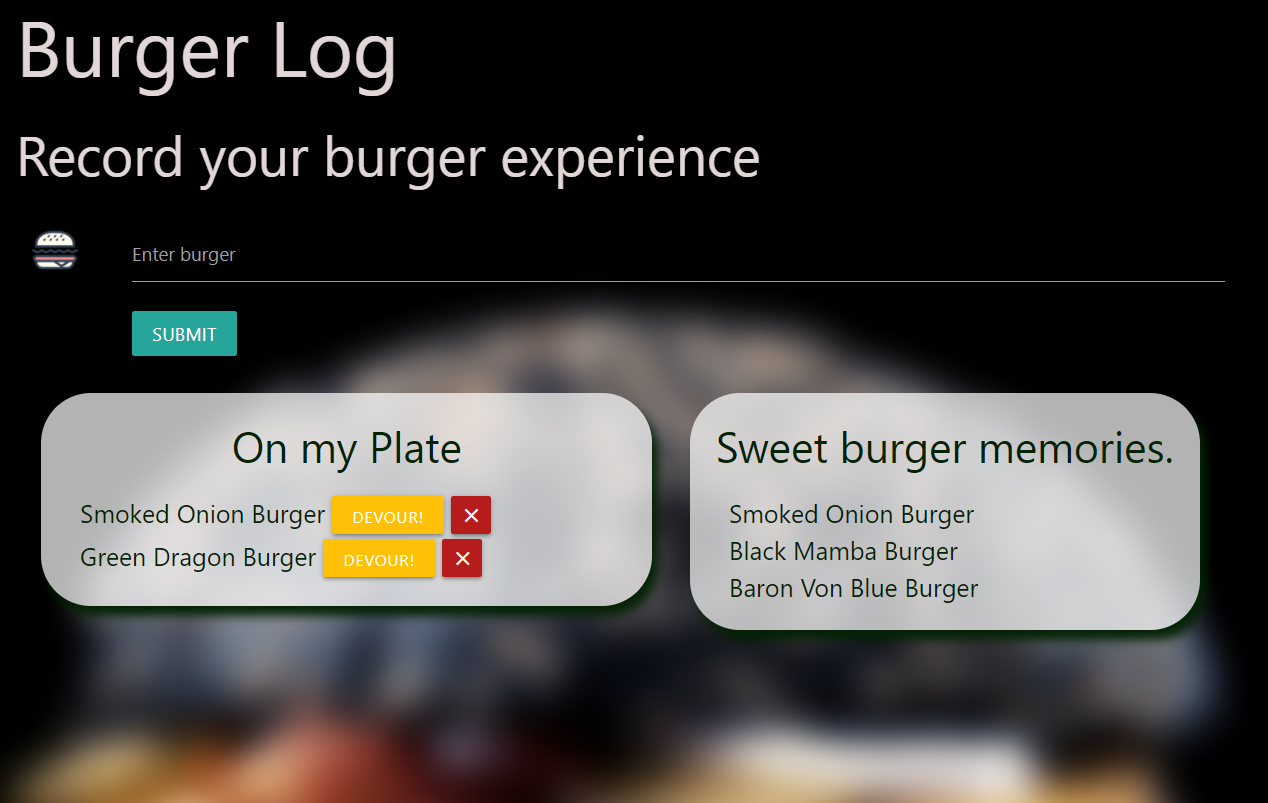 Burger Log
Record your burger experience
Enter burger
SUBMIT
On my Plate
Smoked Onion Burger DEVOUR! ✕
Green Dragon Burger DEVOUR! ✕
Sweet burger memories.
Smoked Onion Burger
Black Mamba Burger
Baron Von Blue Burger